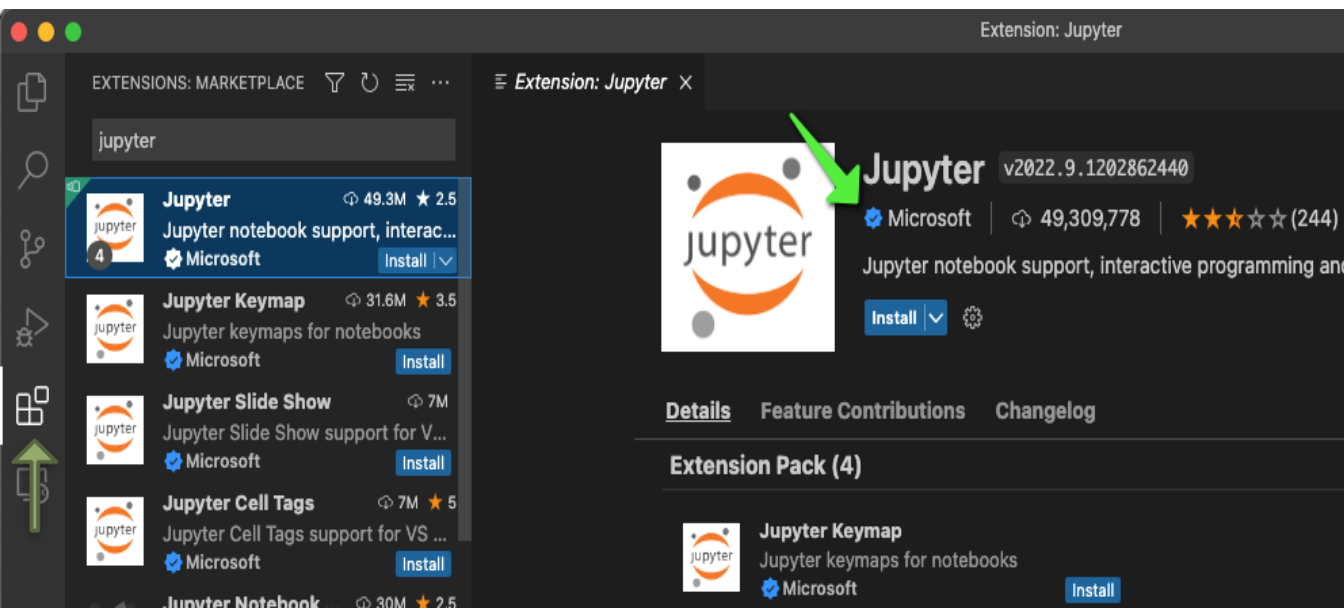 Extension: Jupyter
EXTENSIONS: MARKETPLACE
jupyter
Jupyter 49.3M ★ 2.5
Jupyter notebook support, interac...
Microsoft Install
4
Jupyter Keymap 31.6M ★ 3.5
Jupyter keymaps for notebooks
Microsoft Install
Jupyter Slide Show 7M
Jupyter Slide Show support for V...
Microsoft Install
Jupyter Cell Tags 7M ★ 5
Jupyter Cell Tags support for VS ...
Microsoft Install
Jupyter Notebook 30M ★ 2.5
jupyter
jupyter
jupyter
jupyter
Extension: Jupyter
jupyter
Jupyter v2022.9.1202862440
Microsoft 49,309,778 (244)
Jupyter notebook support, interactive programming and
Install
Details Feature Contributions Changelog
Extension Pack (4)
jupyter
Jupyter Keymap
Jupyter keymaps for notebooks
Microsoft Install